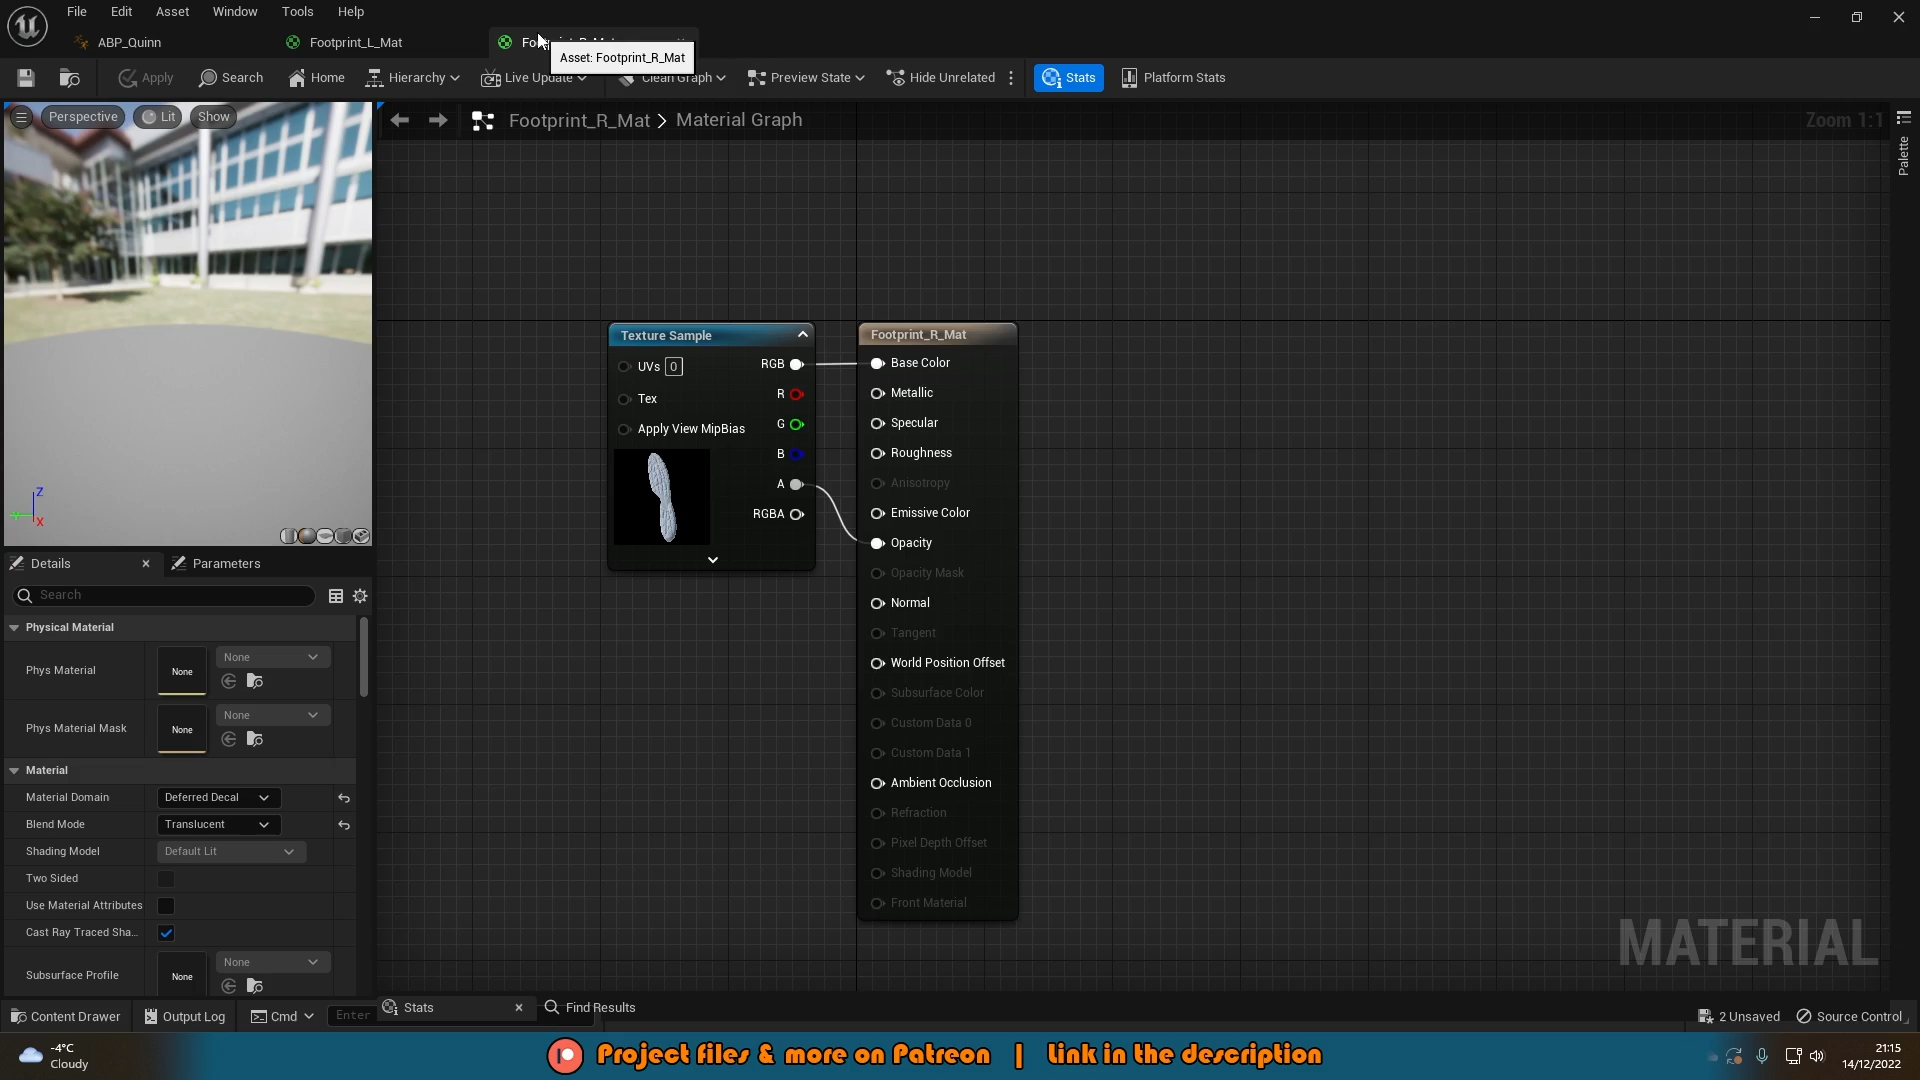 File Edit Asset Window Tools Help
ABP_Quinn Footprint_L_Mat
Asset: Footprint_R_Mat
Apply Search Home Hierarchy Live Update Clean Graph Preview State Hide Unrelated Stats Platform Stats
Perspective Lit Show
Footprint_R_Mat > Material Graph Zoom 1:1
Palette
Texture Sample
UVs 0
Tex
Apply View MipBias
RGB
R
G
B
A
RGBA
Footprint_R_Mat
Base Color
Metallic
Specular
Roughness
Anisotropy
Emissive Color
Opacity
Opacity Mask
Normal
Tangent
World Position Offset
Subsurface Color
Custom Data 0
Custom Data 1
Ambient Occlusion
Refraction
Pixel Depth Offset
Shading Model
Front Material
Z
X
Details Parameters
Search
Physical Material
Phys Material None None
Phys Material Mask None None
Material
Material Domain Deferred Decal
Blend Mode Translucent
Shading Model Default Lit
Two Sided
Use Material Attributes
Cast Ray Traced Sha...
Subsurface Profile None None
MATERIAL
Stats Find Results
Content Drawer Output Log Cmd Enter
2 Unsaved Source Control
-4°C
Cloudy
Project files & more on Patreon | Link in the description
21:15
14/12/2022